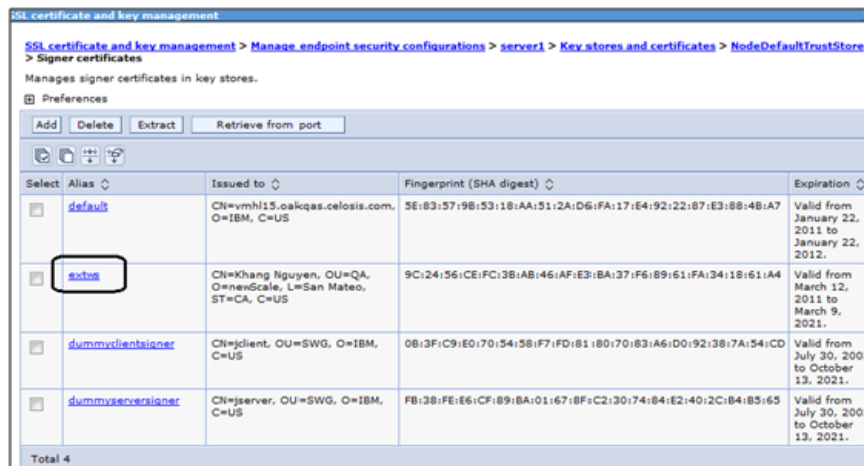 SSL certificate and key management
SSL certificate and key management > Manage endpoint security configurations > server1 > Key stores and certificates > NodeDefaultTrustStore
> Signer certificates
Manages signer certificates in key stores.
Preferences
Add Delete Extract Retrieve from port
Select Alias Issued to Fingerprint (SHA digest) Expiration
default CN=vmhl15.oakqas.celosis.com, 5E:83:57:9B:53:18:AA:51:2A:D6:FA:17:E4:92:22:87:E3:88:4B:A7 Valid from
O=IBM, C=US January 22,
2011 to
January 22,
2012.
extws CN=Khang Nguyen, OU=QA, 9C:24:56:CE:FC:3B:AB:46:AF:E3:BA:37:F6:89:61:FA:34:18:61:A4 Valid from
O=newScale, L=San Mateo, March 12,
ST=CA, C=US 2011 to
March 9,
2021.
dummyclientsigner CN=jclient, OU=SWG, O=IBM, 0B:3F:C9:E0:70:54:58:F7:FD:81:80:70:83:A6:D0:92:38:7A:54:CD Valid from
C=US July 30, 200
to October
13, 2021.
dummyserversigner CN=jserver, OU=SWG, O=IBM, FB:38:FE:E6:CF:89:BA:01:67:8F:C2:30:74:84:E2:40:2C:B4:B5:65 Valid from
C=US July 30, 200
to October
13, 2021.
Total 4